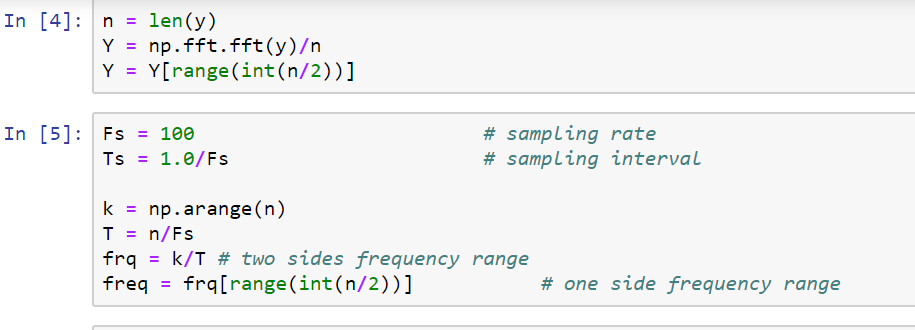 In [4]: n = len(y)
Y = np.fft.fft(y)/n
Y = Y[range(int(n/2))]
In [5]: Fs = 100 # sampling rate
Ts = 1.0/Fs # sampling interval
k = np.arange(n)
T = n/Fs
frq = k/T # two sides frequency range
freq = frq[range(int(n/2))] # one side frequency range